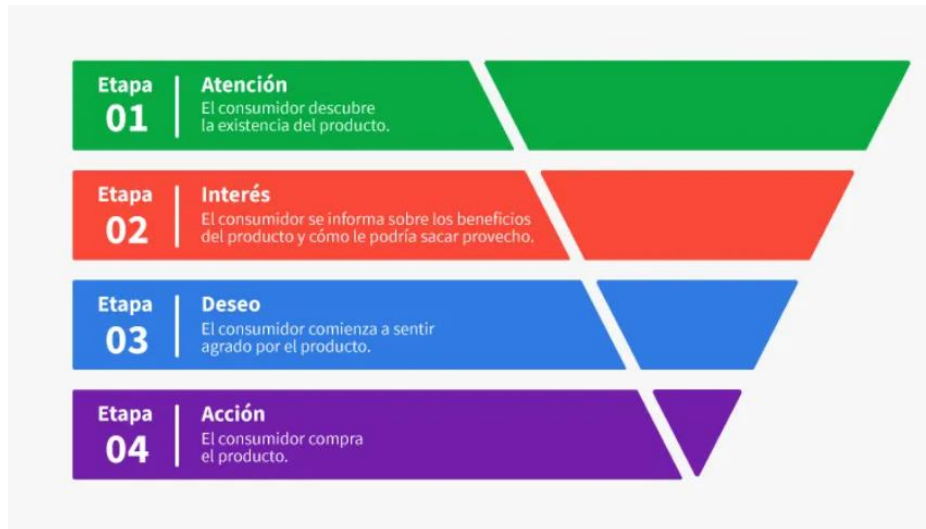 Etapa
01
Atención
El consumidor descubre
la existencia del producto.
Etapa
02
Interés
El consumidor se informa sobre los beneficios
del producto y cómo le podría sacar provecho.
Etapa
03
Deseo
El consumidor comienza a sentir
agrado por el producto.
Etapa
04
Acción
El consumidor compra
el producto.